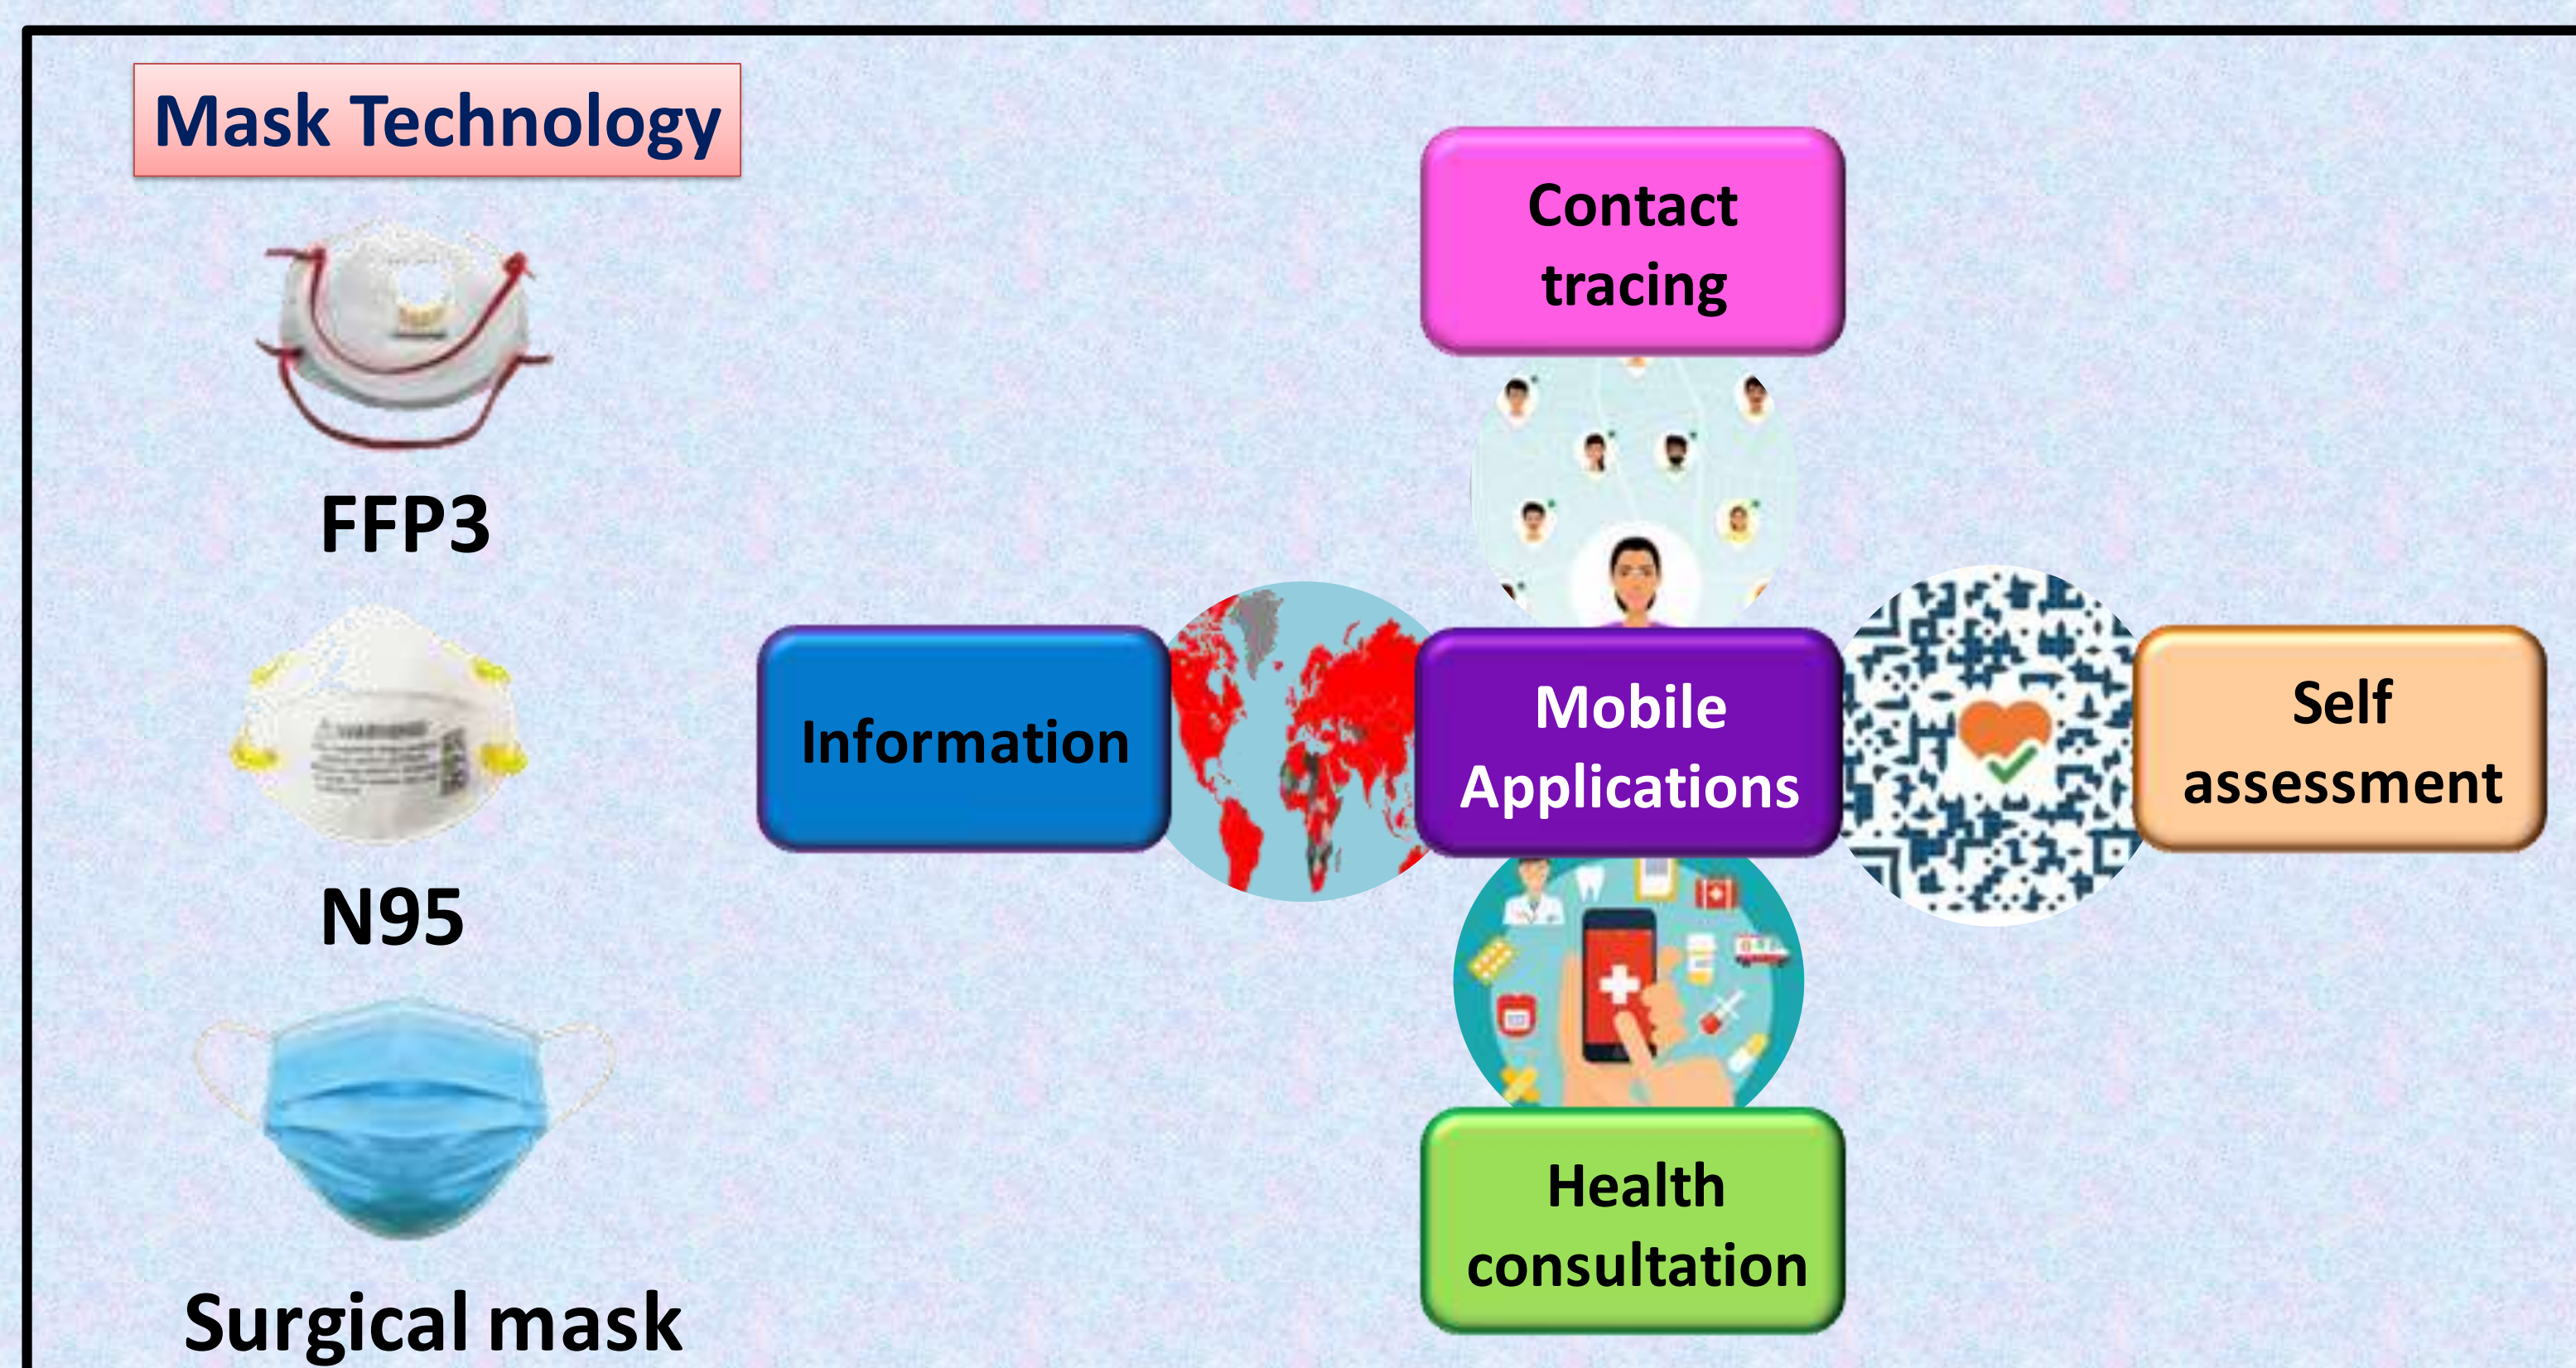 Mask Technology
FFP3
N95
Surgical mask
Contact
tracing
Information
Mobile
Applications
Self
assessment
Health
consultation